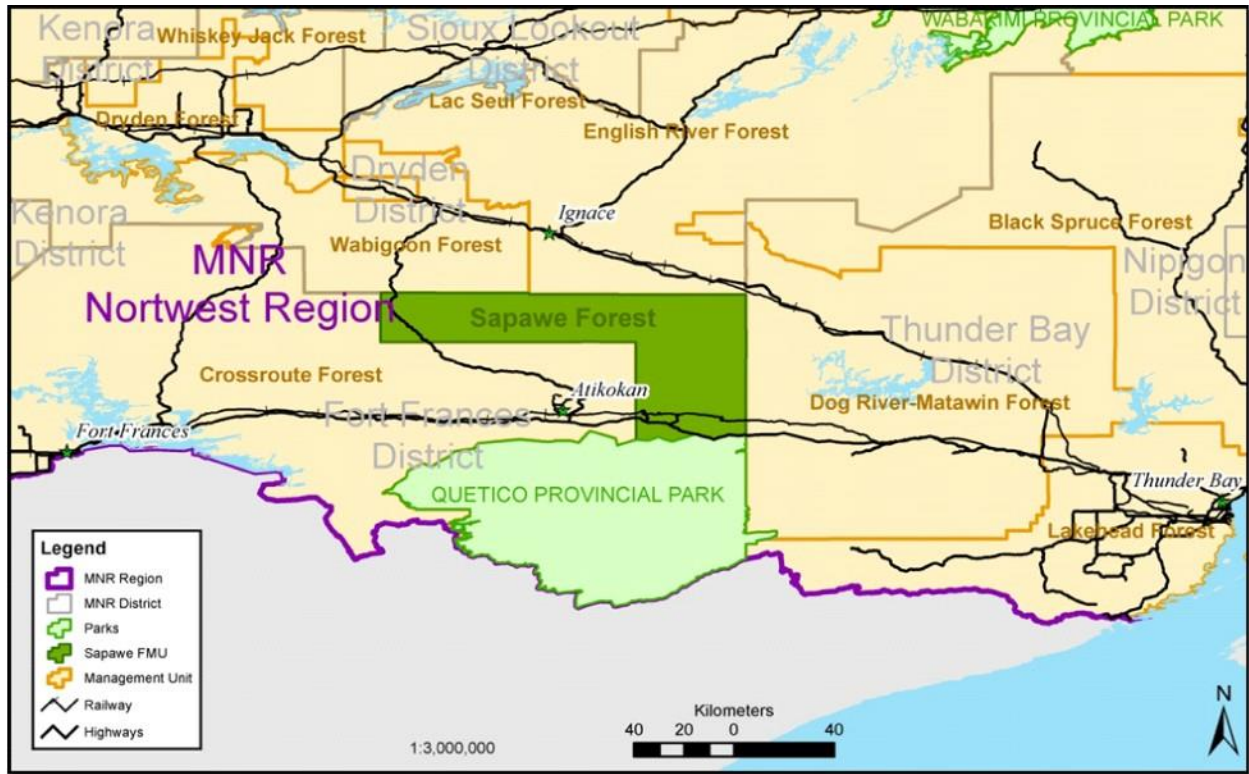 WABAKIMI PROVINCIAL PARK
Kenora
District
Whiskey Jack Forest
Sioux Lookout
District
Lac Seul Forest
Dryden Forest
English River Forest
Dryden
District
Kenora
District
Ignace
Black Spruce Forest
Wabigoon Forest
MNR
Nortwest Region
Nipigon
District
Sapawe Forest
Thunder Bay
District
Crossroute Forest
Atikokan
Dog River-Matawin Forest
Fort Frances
District
Fort Frances
QUETICO PROVINCIAL PARK
Thunder Bay
Lakehead Forest
Legend
MNR Region
MNR District
Parks
Sapawe FMU
Management Unit
Railway
Highways
1:3,000,000
Kilometers
40 20 0 40
N